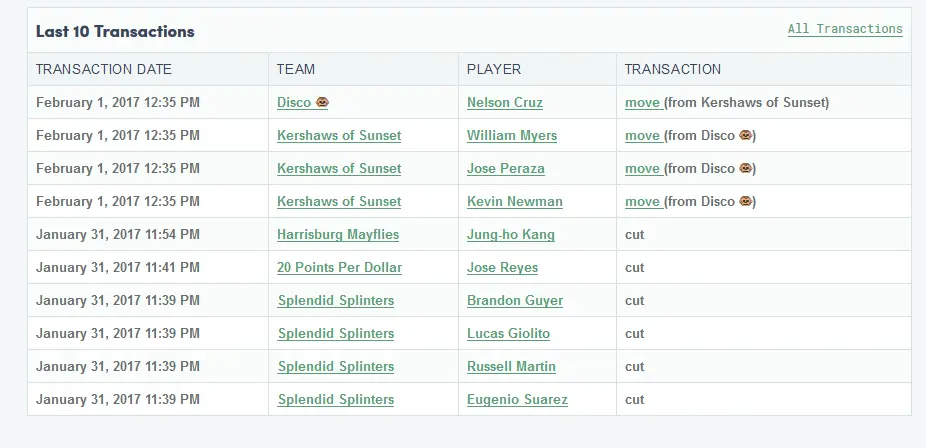 Last 10 Transactions All Transactions
TRANSACTION DATE TEAM PLAYER TRANSACTION
February 1, 2017 12:35 PM Disco 🙉 Nelson Cruz move (from Kershaws of Sunset)
February 1, 2017 12:35 PM Kershaws of Sunset William Myers move (from Disco 🙉)
February 1, 2017 12:35 PM Kershaws of Sunset Jose Peraza move (from Disco 🙉)
February 1, 2017 12:35 PM Kershaws of Sunset Kevin Newman move (from Disco 🙉)
January 31, 2017 11:54 PM Harrisburg Mayflies Jung-ho Kang cut
January 31, 2017 11:41 PM 20 Points Per Dollar Jose Reyes cut
January 31, 2017 11:39 PM Splendid Splinters Brandon Guyer cut
January 31, 2017 11:39 PM Splendid Splinters Lucas Giolito cut
January 31, 2017 11:39 PM Splendid Splinters Russell Martin cut
January 31, 2017 11:39 PM Splendid Splinters Eugenio Suarez cut